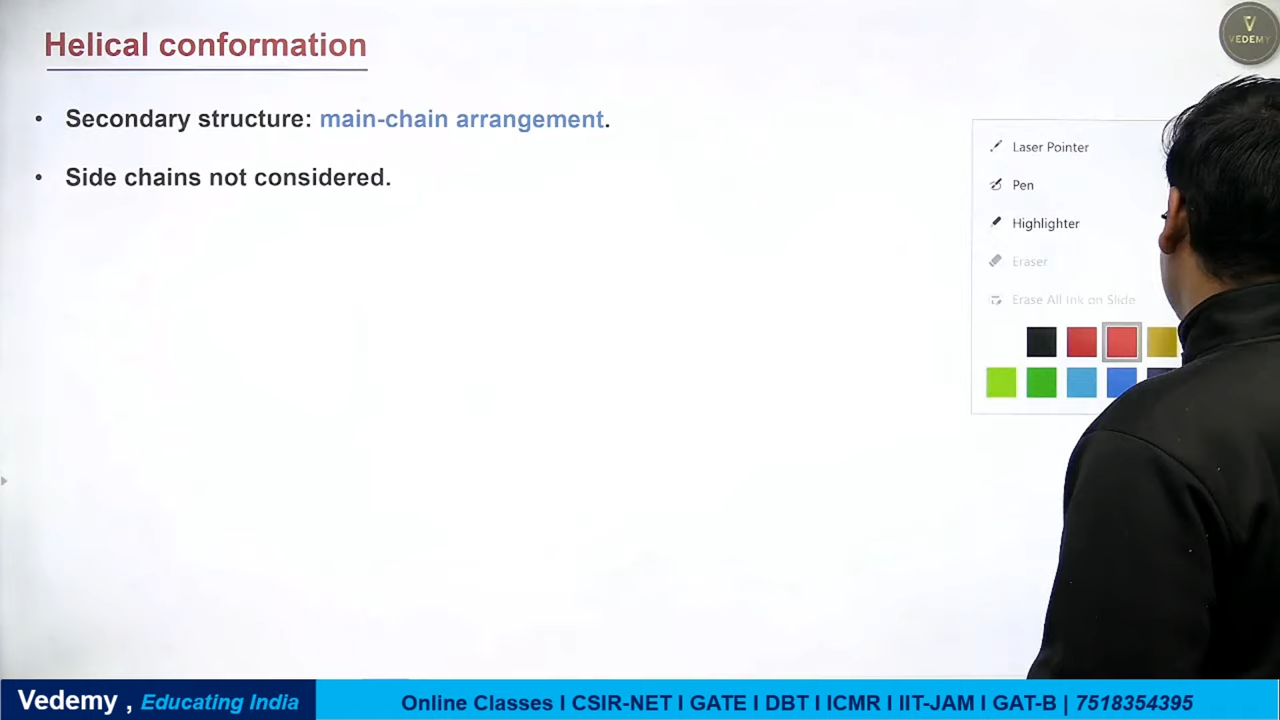 Helical conformation
VEDEMY
• Secondary structure: main-chain arrangement.
• Side chains not considered.
Laser Pointer
Pen
Highlighter
Eraser
Erase All Ink on Slide
Vedemy , Educating India
Online Classes I CSIR-NET I GATE I DBT I ICMR I IIT-JAM I GAT-B | 7518354395